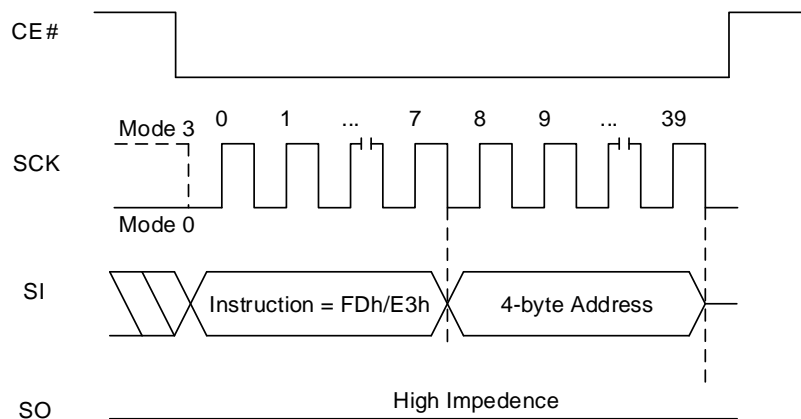 CE#
Mode 3
0 1 ... 7 8 9 ... 39
SCK
Mode 0
SI
Instruction = FDh/E3h
4-byte Address
High Impedence
SO